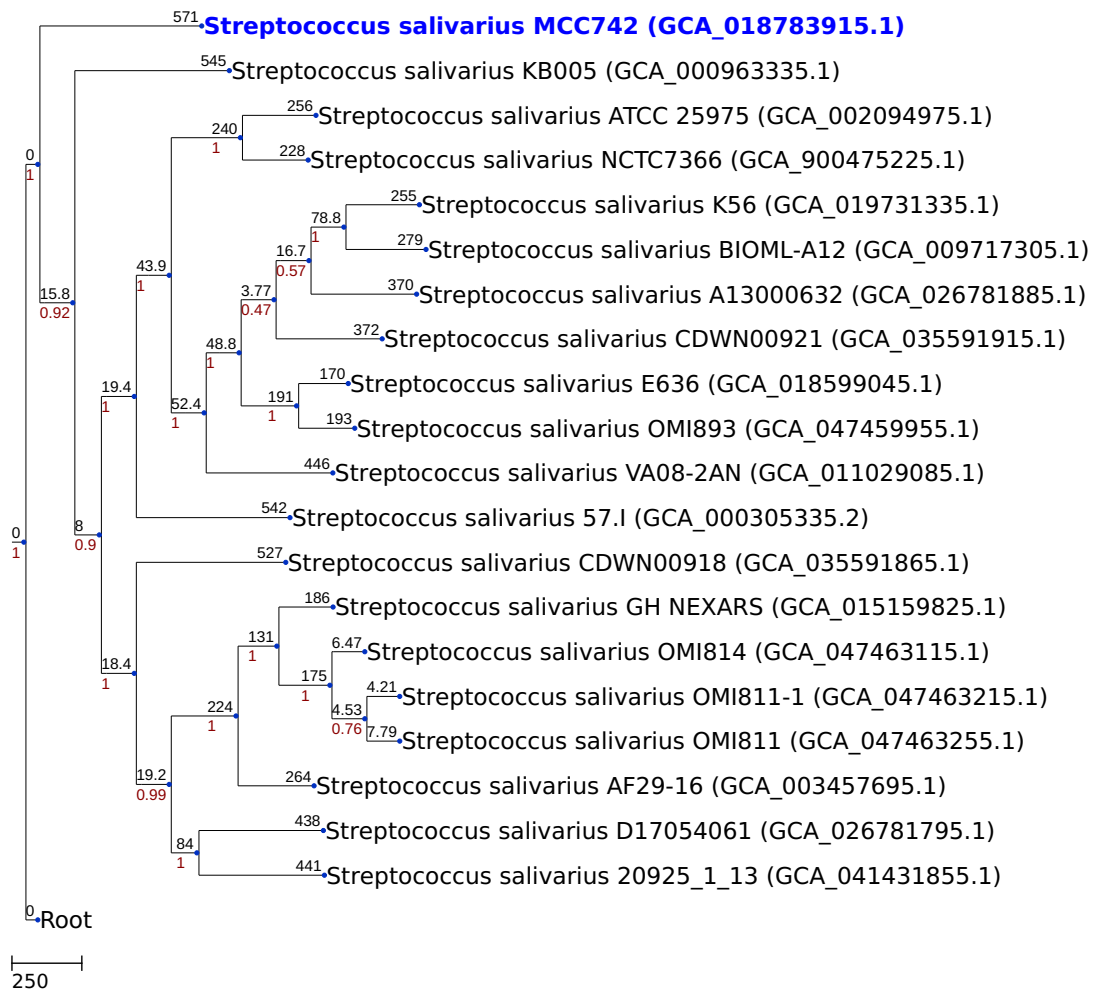 571 Streptococcus salivarius MCC742 (GCA_018783915.1)
545 Streptococcus salivarius KB005 (GCA_000963335.1)
256 Streptococcus salivarius ATCC 25975 (GCA_002094975.1)
240
1
0
1
228 Streptococcus salivarius NCTC7366 (GCA_900475225.1)
255 Streptococcus salivarius K56 (GCA_019731335.1)
78.8
1
279 Streptococcus salivarius BIOML-A12 (GCA_009717305.1)
16.7
0.57
43.9
1
370 Streptococcus salivarius A13000632 (GCA_026781885.1)
15.8
0.92
3.77
0.47
372 Streptococcus salivarius CDWN00921 (GCA_035591915.1)
48.8
1
170 Streptococcus salivarius E636 (GCA_018599045.1)
19.4
1
52.4
1
191
1
193 Streptococcus salivarius OMI893 (GCA_047459955.1)
446 Streptococcus salivarius VA08-2AN (GCA_011029085.1)
542 Streptococcus salivarius 57.I (GCA_000305335.2)
0
1
8
0.9
527 Streptococcus salivarius CDWN00918 (GCA_035591865.1)
186 Streptococcus salivarius GH NEXARS (GCA_015159825.1)
131
1
6.47 Streptococcus salivarius OMI814 (GCA_047463115.1)
18.4
1
175
1
4.21 Streptococcus salivarius OMI811-1 (GCA_047463215.1)
224
1
4.53
0.76
7.79 Streptococcus salivarius OMI811 (GCA_047463255.1)
19.2
0.99
264 Streptococcus salivarius AF29-16 (GCA_003457695.1)
438 Streptococcus salivarius D17054061 (GCA_026781795.1)
84
1
441 Streptococcus salivarius 20925_1_13 (GCA_041431855.1)
0 Root
250